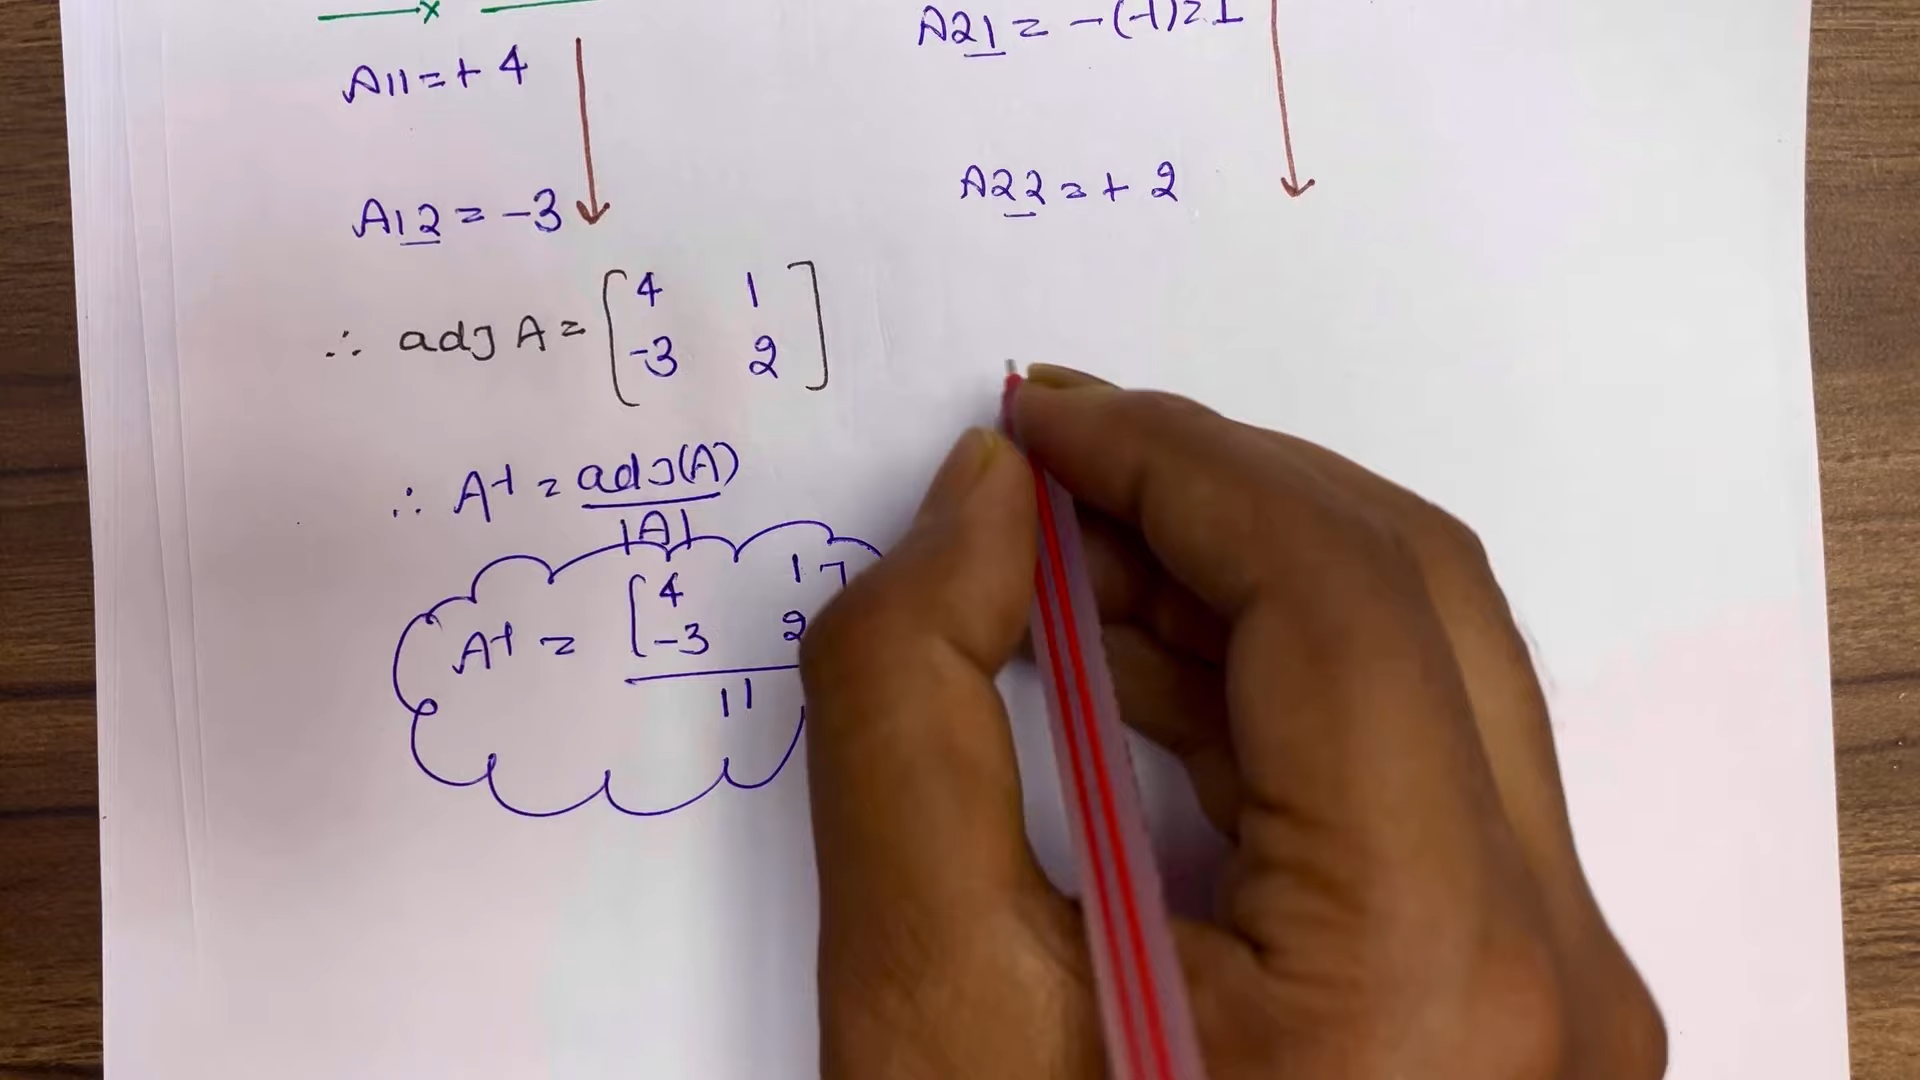 A11 = + 4
A12 = -3
A21 = -(-1) = 1
A22 = + 2
∴ adj A = [4 1
-3 2]
∴ A-1 = adj(A)
|A|
A-1 = [4 1]
-3 2
11